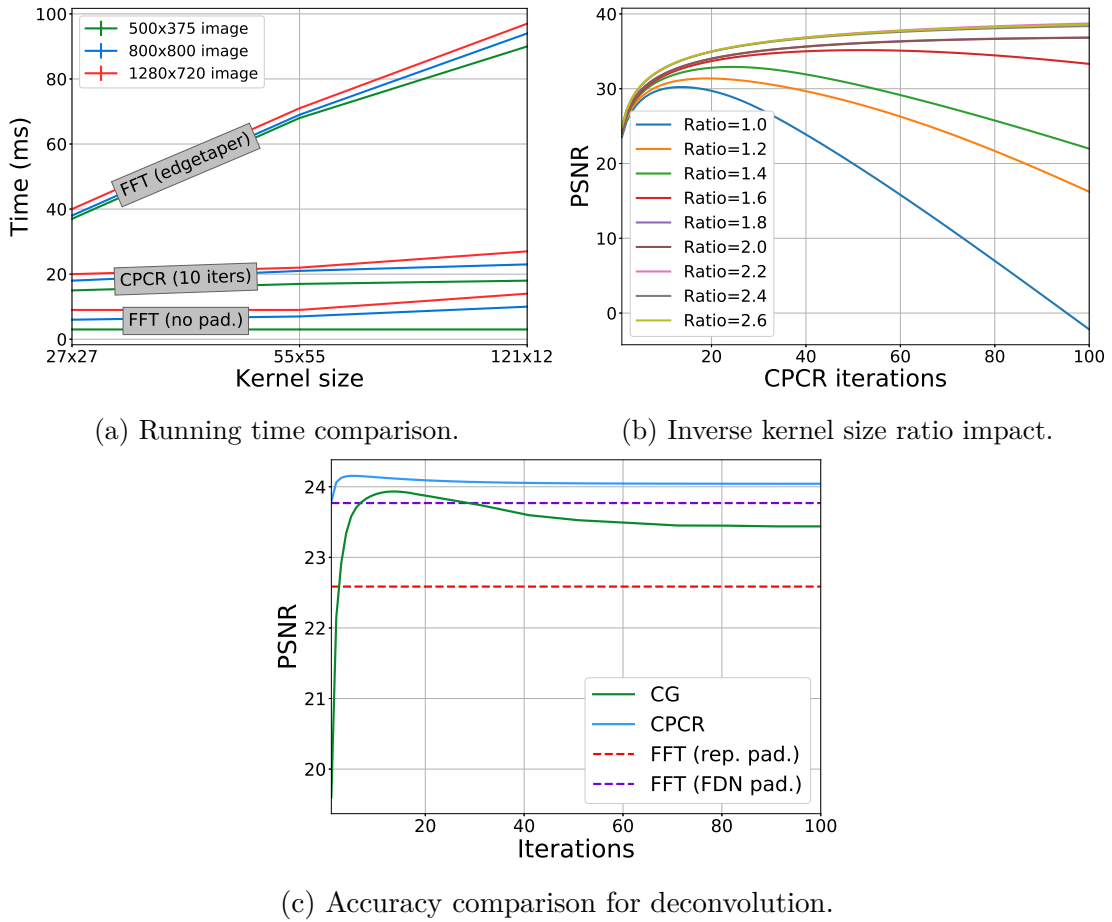 100
80
60
40
20
0
Time (ms)
500x375 image
800x800 image
1280x720 image
FFT (edgetaper)
CPCR (10 iters)
FFT (no pad.)
27x27
55x55
121x12
Kernel size
(a) Running time comparison.
40
30
20
10
0
PSNR
Ratio=1.0
Ratio=1.2
Ratio=1.4
Ratio=1.6
Ratio=1.8
Ratio=2.0
Ratio=2.2
Ratio=2.4
Ratio=2.6
20
40
60
80
100
CPCR iterations
(b) Inverse kernel size ratio impact.
24
23
22
21
20
PSNR
CG
CPCR
FFT (rep. pad.)
FFT (FDN pad.)
20
40
60
80
100
Iterations
(c) Accuracy comparison for deconvolution.